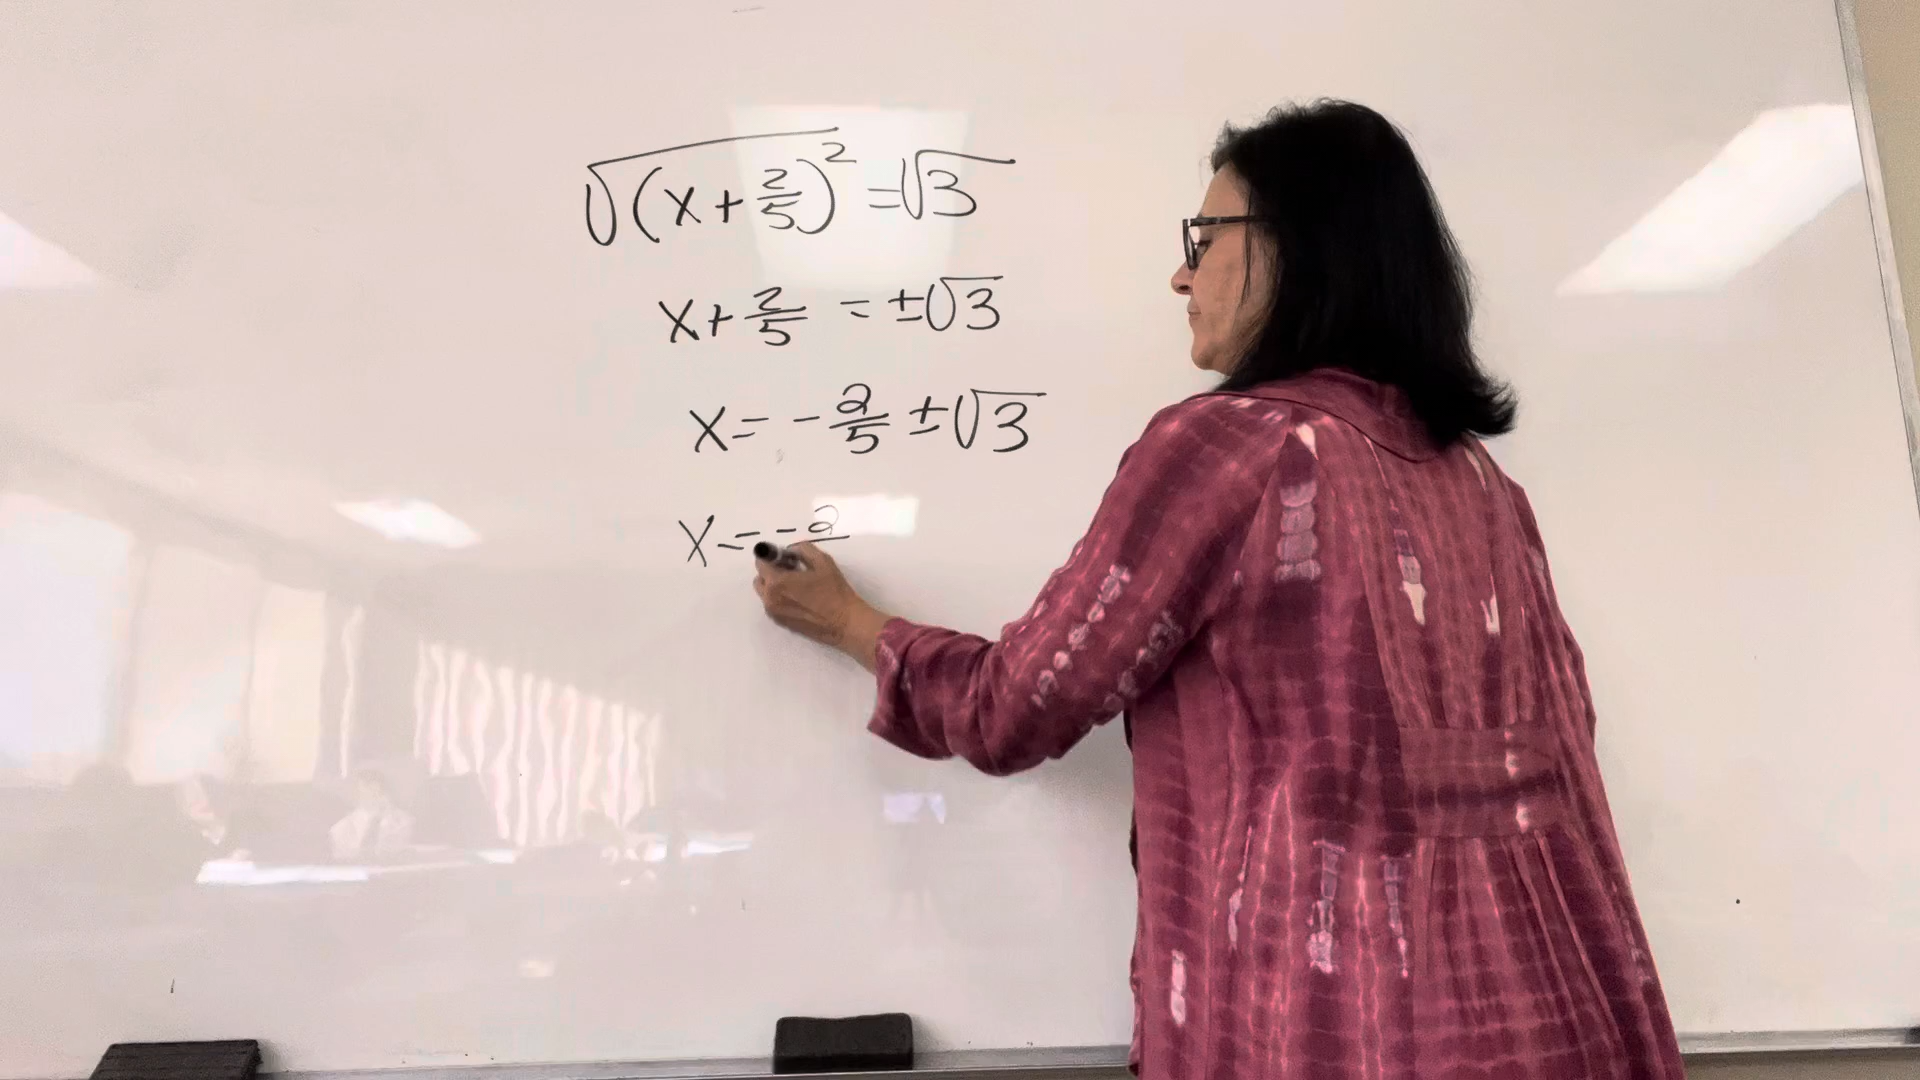 √(x + 2/5)² = √3
x + 2/5 = ±√3
x = - 2/5 ± √3
x = -2